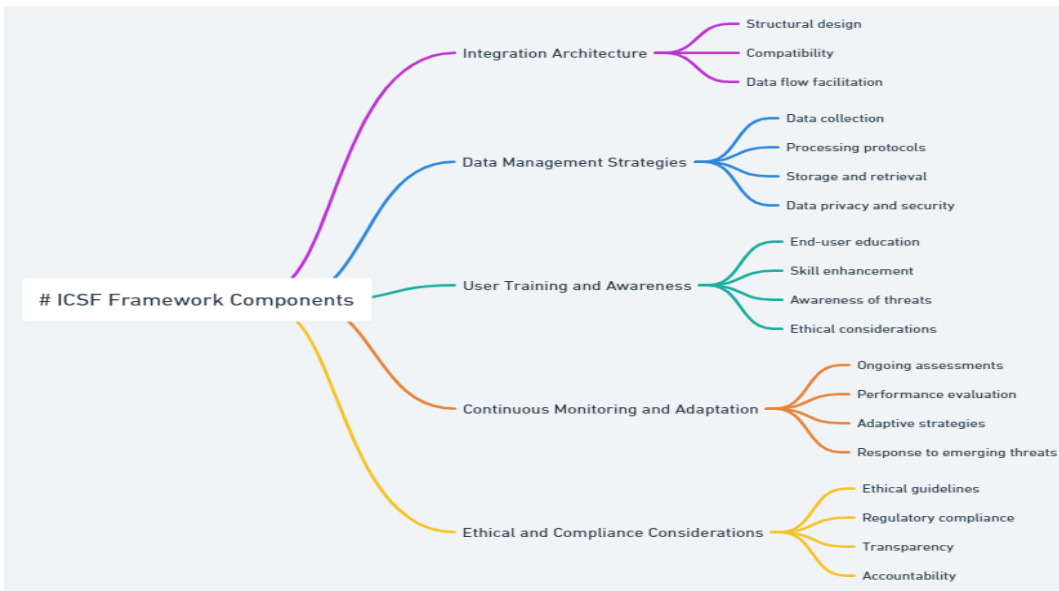 # ICSF Framework Components
Integration Architecture
Structural design
Compatibility
Data flow facilitation
Data Management Strategies
Data collection
Processing protocols
Storage and retrieval
Data privacy and security
User Training and Awareness
End-user education
Skill enhancement
Awareness of threats
Ethical considerations
Continuous Monitoring and Adaptation
Ongoing assessments
Performance evaluation
Adaptive strategies
Response to emerging threats
Ethical and Compliance Considerations
Ethical guidelines
Regulatory compliance
Transparency
Accountability